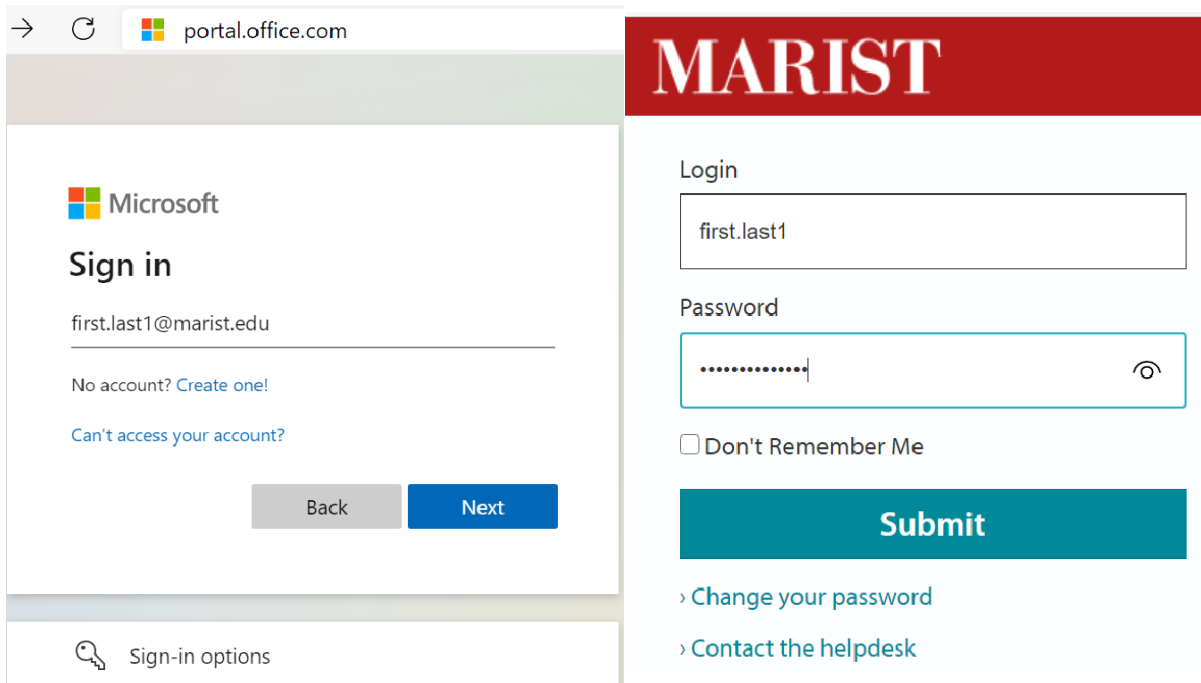 portal.office.com
Microsoft
Sign in
first.last1@marist.edu
No account? Create one!
Can't access your account?
Back
Next
Sign-in options
MARIST
Login
first.last1
Password
••••••••••••••
Don't Remember Me
Submit
› Change your password
› Contact the helpdesk